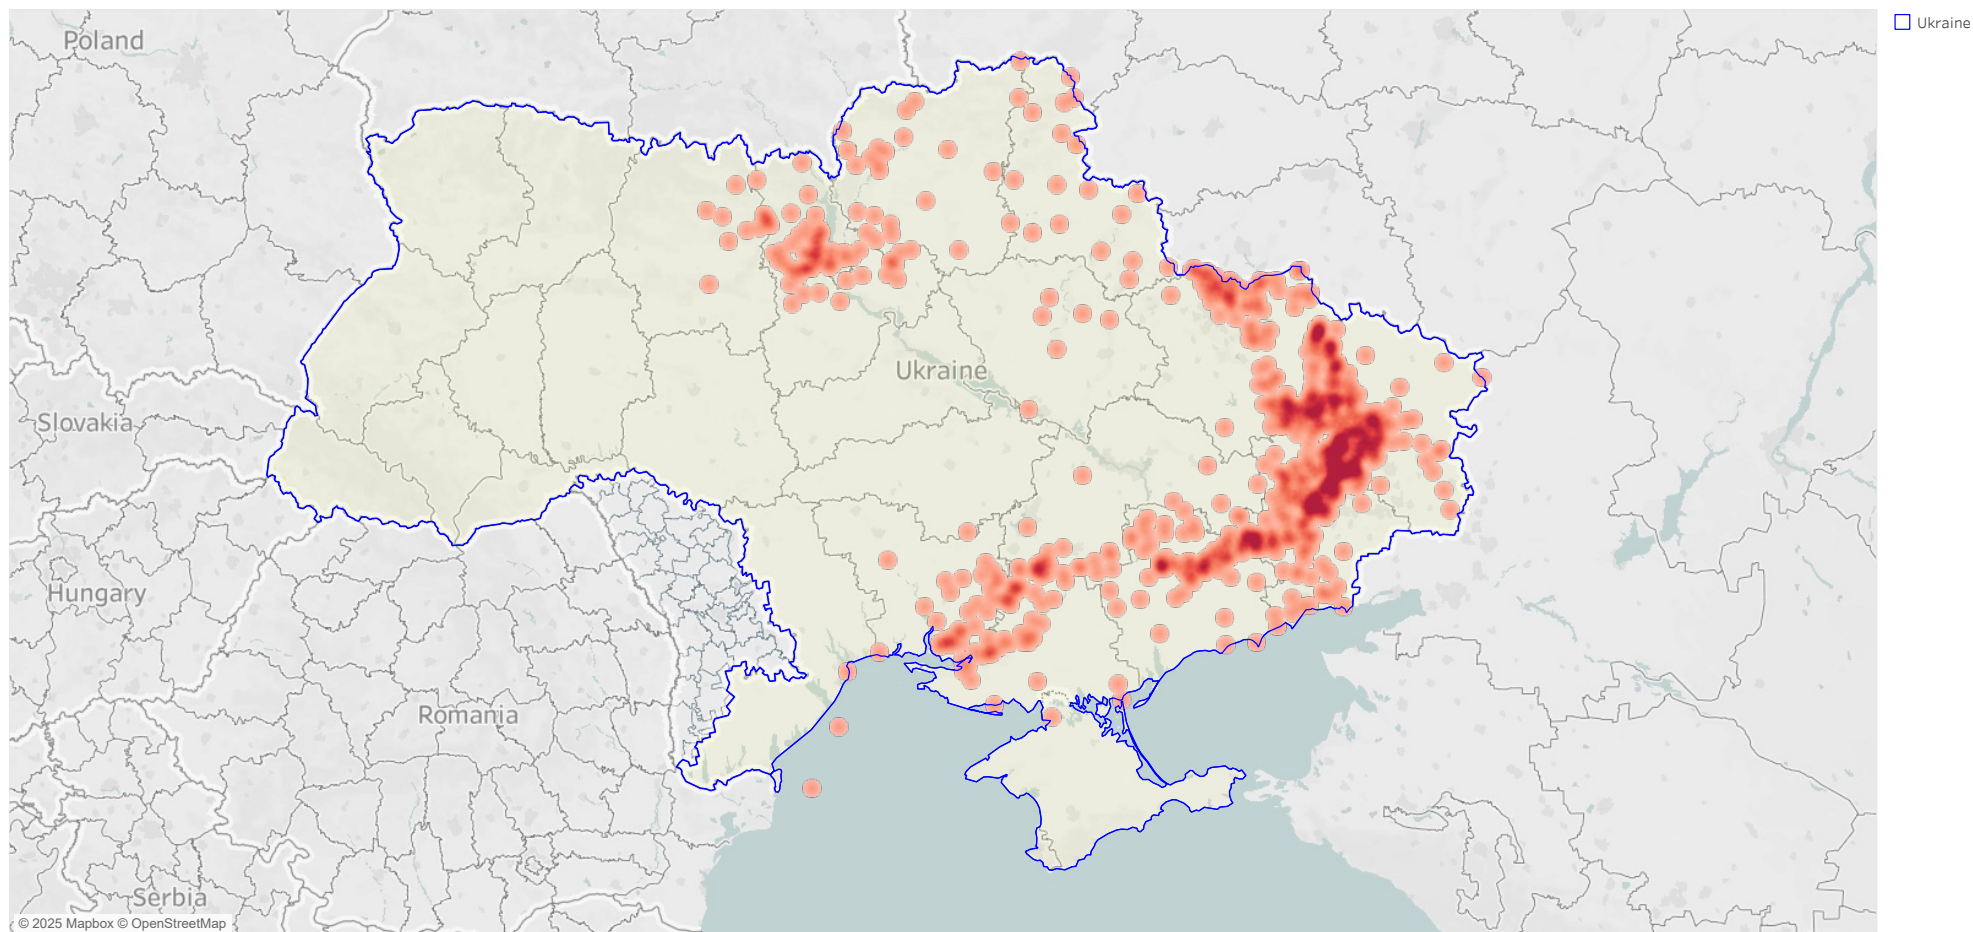 Poland
Ukraine
Ukraine
Slovakia
Hungary
Romania
Serbia
© 2025 Mapbox © OpenStreetMap